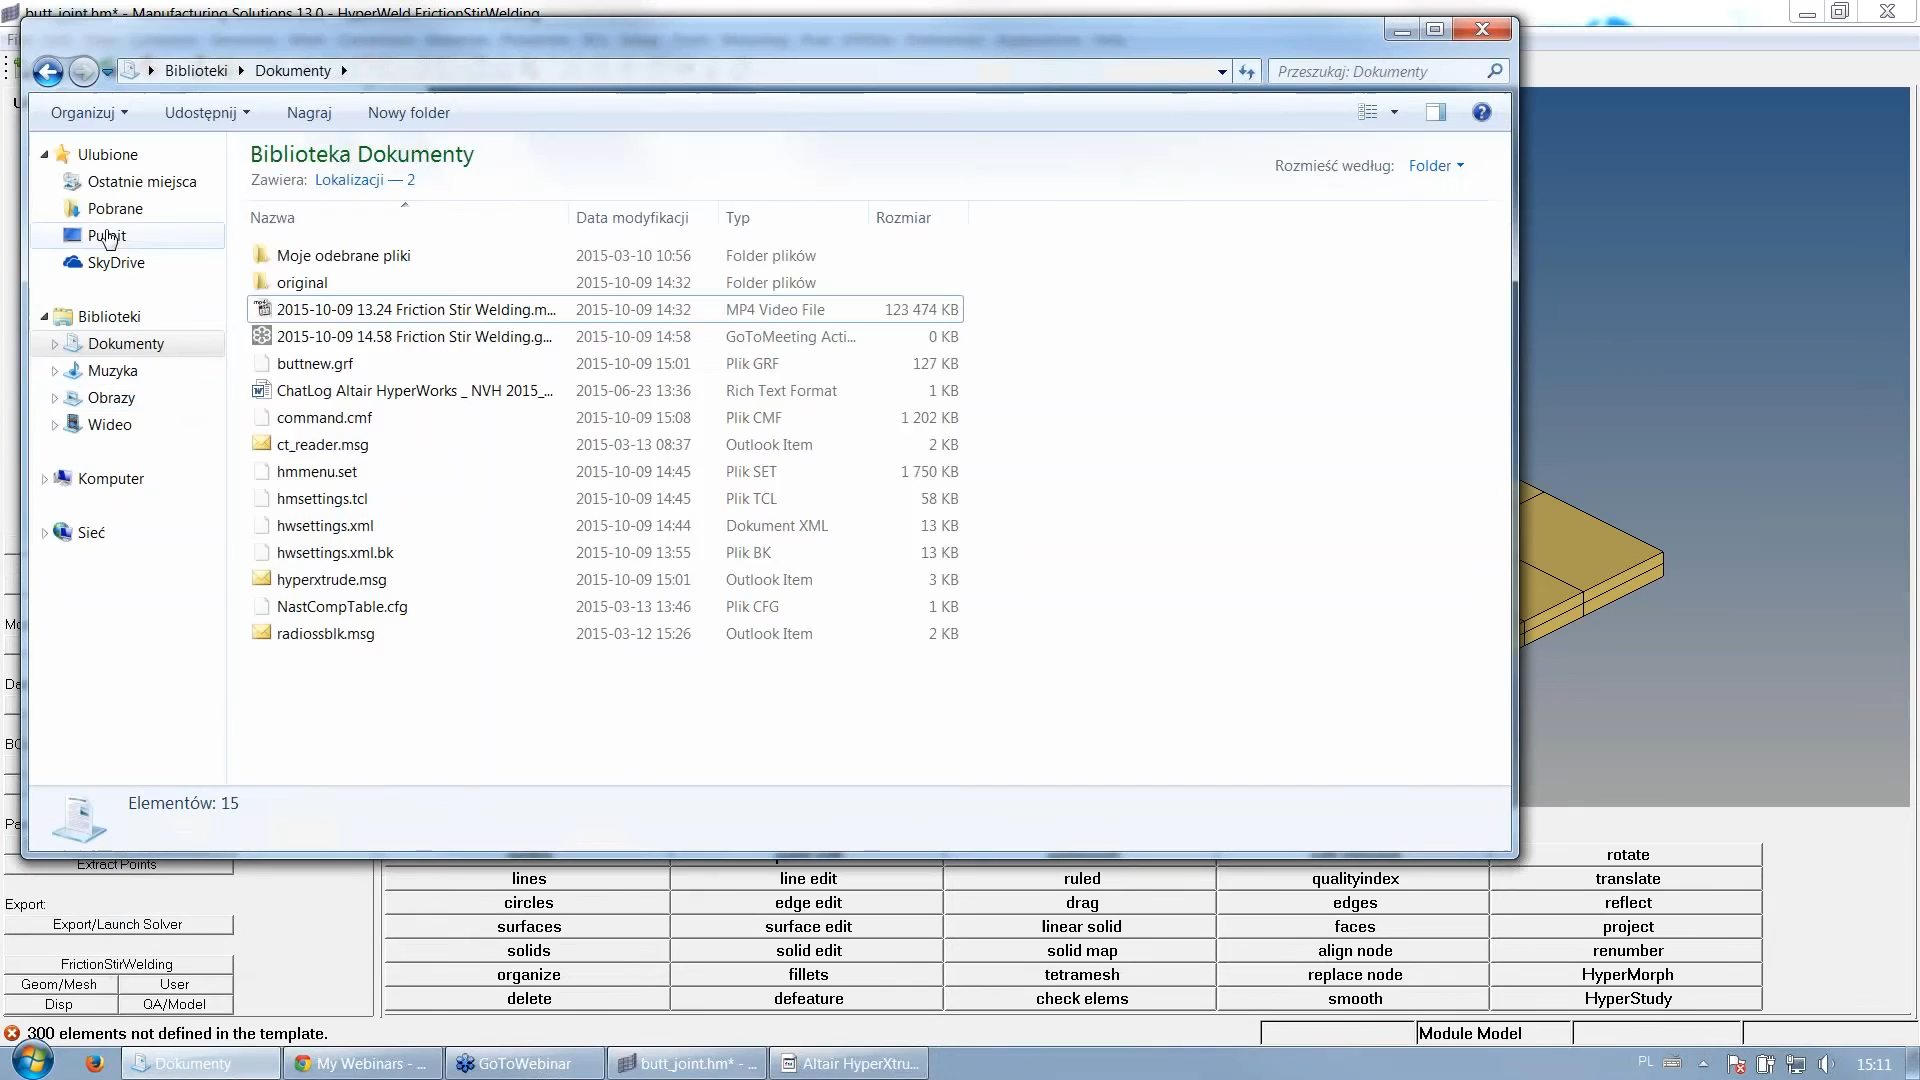 butt_joint.hm* - Manufacturing Solutions 13.0 - HyperWeld FrictionStirWelding
Biblioteki
Dokumenty
Przeszukaj: Dokumenty
Organizuj
Udostępnij
Nagraj
Nowy folder
Ulubione
Ostatnie miejsca
Pobrane
SkyDrive
Biblioteki
Dokumenty
Muzyka
Obrazy
Wideo
Komputer
Sieć
Biblioteka Dokumenty
Zawiera: Lokalizacji — 2
Rozmieść według: Folder
Nazwa Data modyfikacji Typ Rozmiar
Moje odebrane pliki 2015-03-10 10:56 Folder plików
original 2015-10-09 14:32 Folder plików
2015-10-09 13.24 Friction Stir Welding.m... 2015-10-09 14:32 MP4 Video File 123 474 KB
2015-10-09 14.58 Friction Stir Welding.g... 2015-10-09 14:58 GoToMeeting Acti... 0 KB
buttnew.grf 2015-10-09 15:01 Plik GRF 127 KB
ChatLog Altair HyperWorks _ NVH 2015_... 2015-06-23 13:36 Rich Text Format 1 KB
command.cmf 2015-10-09 15:08 Plik CMF 1 202 KB
ct_reader.msg 2015-03-13 08:37 Outlook Item 2 KB
hmmenu.set 2015-10-09 14:45 Plik SET 1 750 KB
hmsettings.tcl 2015-10-09 14:45 Plik TCL 58 KB
hwsettings.xml 2015-10-09 14:44 Dokument XML 13 KB
hwsettings.xml.bk 2015-10-09 13:55 Plik BK 13 KB
hyperxtrude.msg 2015-10-09 15:01 Outlook Item 3 KB
NastCompTable.cfg 2015-03-13 13:46 Plik CFG 1 KB
radiossblk.msg 2015-03-12 15:26 Outlook Item 2 KB
Elementów: 15
Extract Points
Export:
Export/Launch Solver
FrictionStirWelding
Geom/Mesh User
Disp QA/Model
rotate
lines line edit ruled qualityindex translate
circles edge edit drag edges reflect
surfaces surface edit linear solid faces project
solids solid edit solid map align node renumber
organize fillets tetramesh replace node HyperMorph
delete defeature check elems smooth HyperStudy
300 elements not defined in the template.
Module Model
Dokumenty
My Webinars - ...
GoToWebinar
butt_joint.hm* - ...
Altair HyperXtru...
PL
15:11